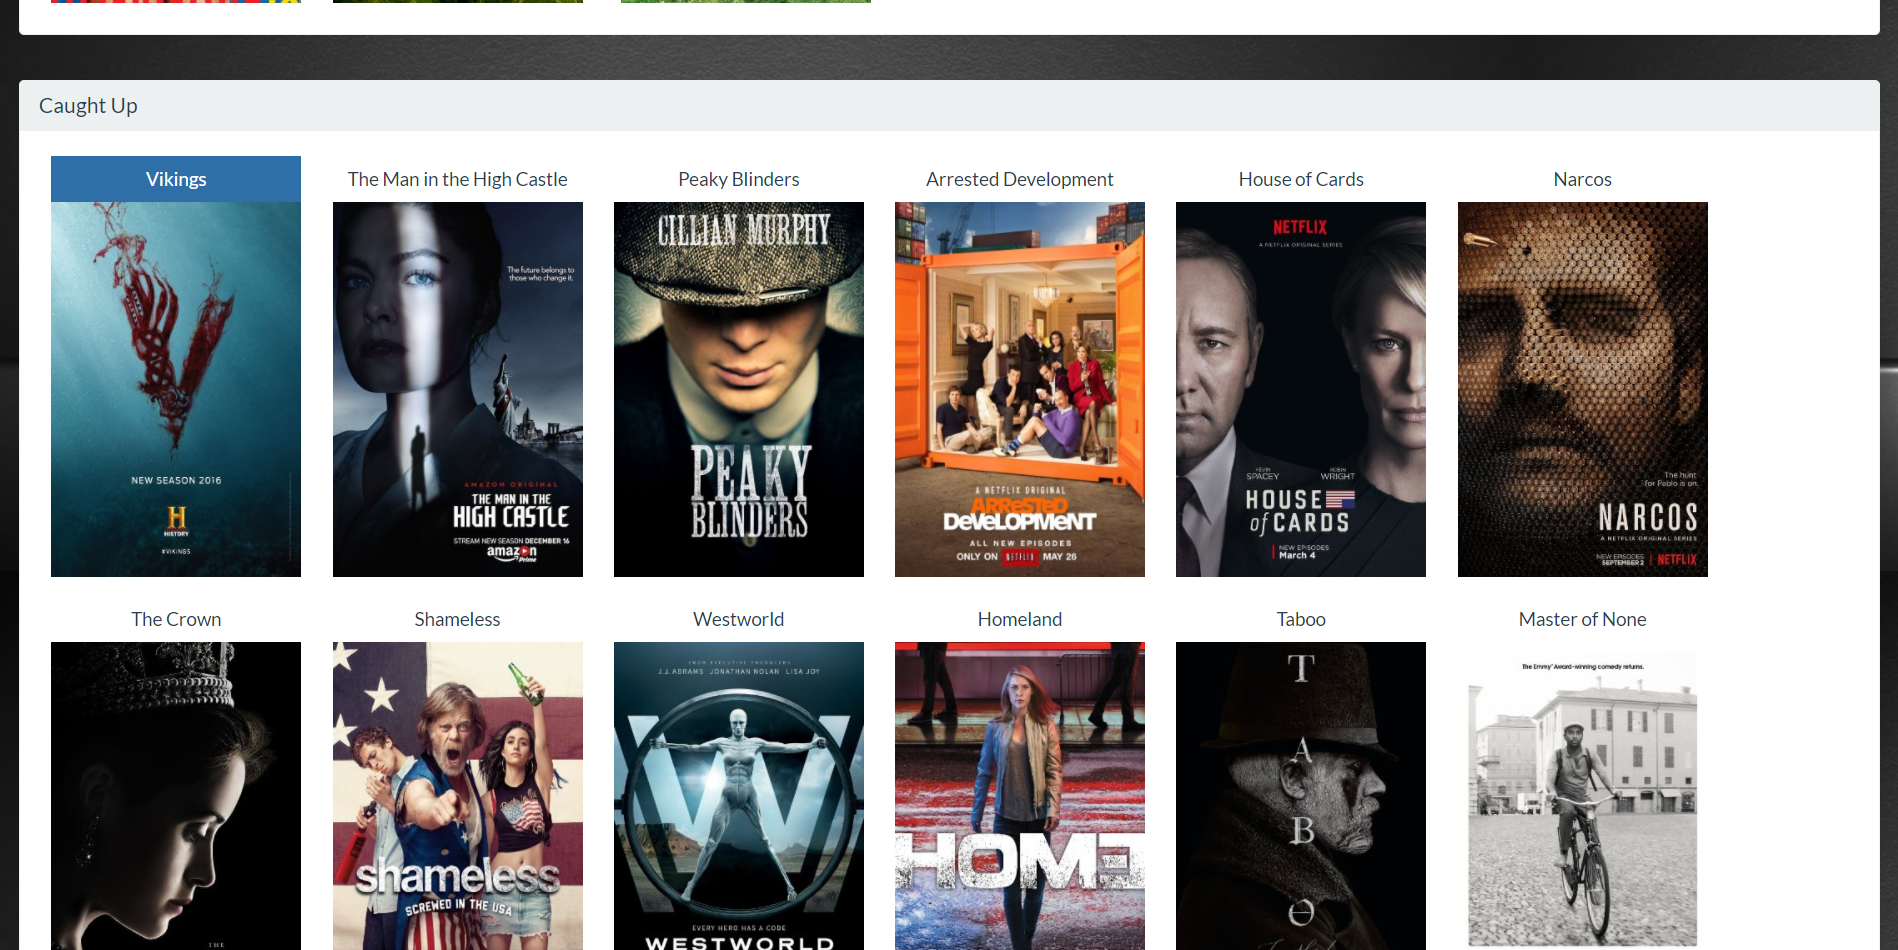 Caught Up
Vikings
The Man in the High Castle
Peaky Blinders
Arrested Development
House of Cards
Narcos
NEW SEASON 2016
H
HISTORY
#VIKINGS
The future belongs to
those who change it.
AMAZON ORIGINAL
THE MAN IN THE
HIGH CASTLE
STREAM NEW SEASON DECEMBER 16
amazon
Prime
CILLIAN MURPHY
PEAKY
BLINDERS
A NETFLIX ORIGINAL
ARReSTeD
DeVeLOPMeNT
ALL NEW EPISODES
ONLY ON NETFLIX MAY 26
NETFLIX
A NETFLIX ORIGINAL SERIES
KEVIN
SPACEY
ROBIN
WRIGHT
HOUSE
of CARDS
NEW EPISODES
March 4
The hunt
for Pablo is on.
NARCOS
A NETFLIX ORIGINAL SERIES
NEW EPISODES
SEPTEMBER 2 | NETFLIX
The Crown
Shameless
Westworld
Homeland
Taboo
Master of None
THE
shameless
SCREWED IN THE USA
FROM EXECUTIVE PRODUCERS
J.J. ABRAMS JONATHAN NOLAN LISA JOY
W
EVERY HERO HAS A CODE
WESTWORLD
HOME
T
A
B
O
The Emmy® Award-winning comedy returns.